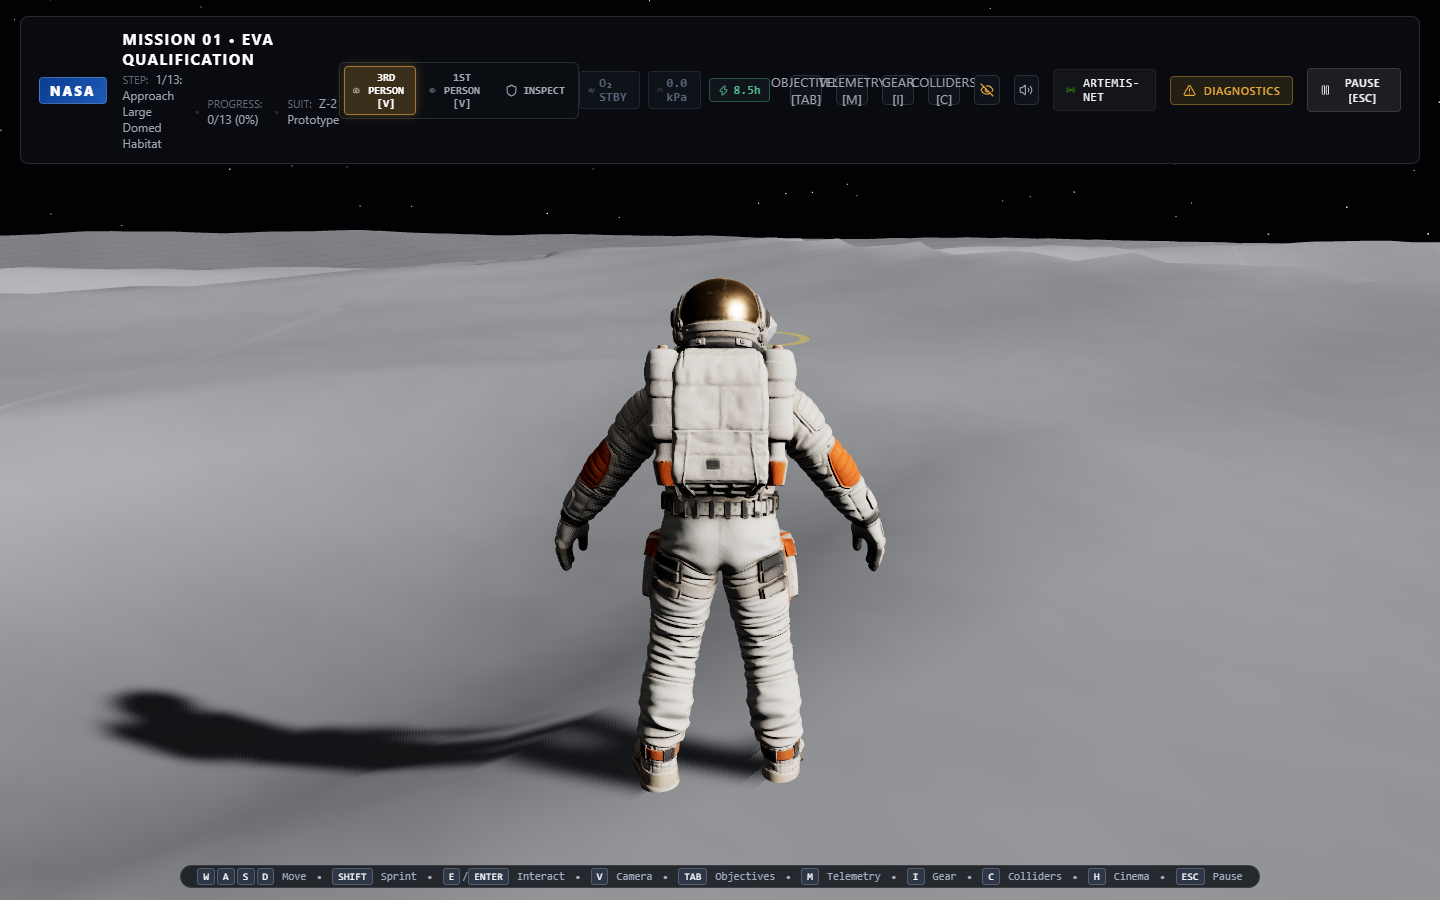 NASA
MISSION 01 • EVA
QUALIFICATION
STEP: 1/13:
Approach
Large
Domed
Habitat
PROGRESS:
0/13 (0%)
SUIT: Z-2
Prototype
3RD
PERSON
[V]
1ST
PERSON
[V]
INSPECT
O₂
STBY
0.0
kPa
8.5h
OBJECTIVES
[TAB]
TELEMETRY
[M]
GEAR
[I]
COLLIDERS
[C]
ARTEMIS-
NET
DIAGNOSTICS
PAUSE
[ESC]
W A S D Move • SHIFT Sprint • E / ENTER Interact • V Camera • TAB Objectives • M Telemetry • I Gear • C Colliders • H Cinema • ESC Pause